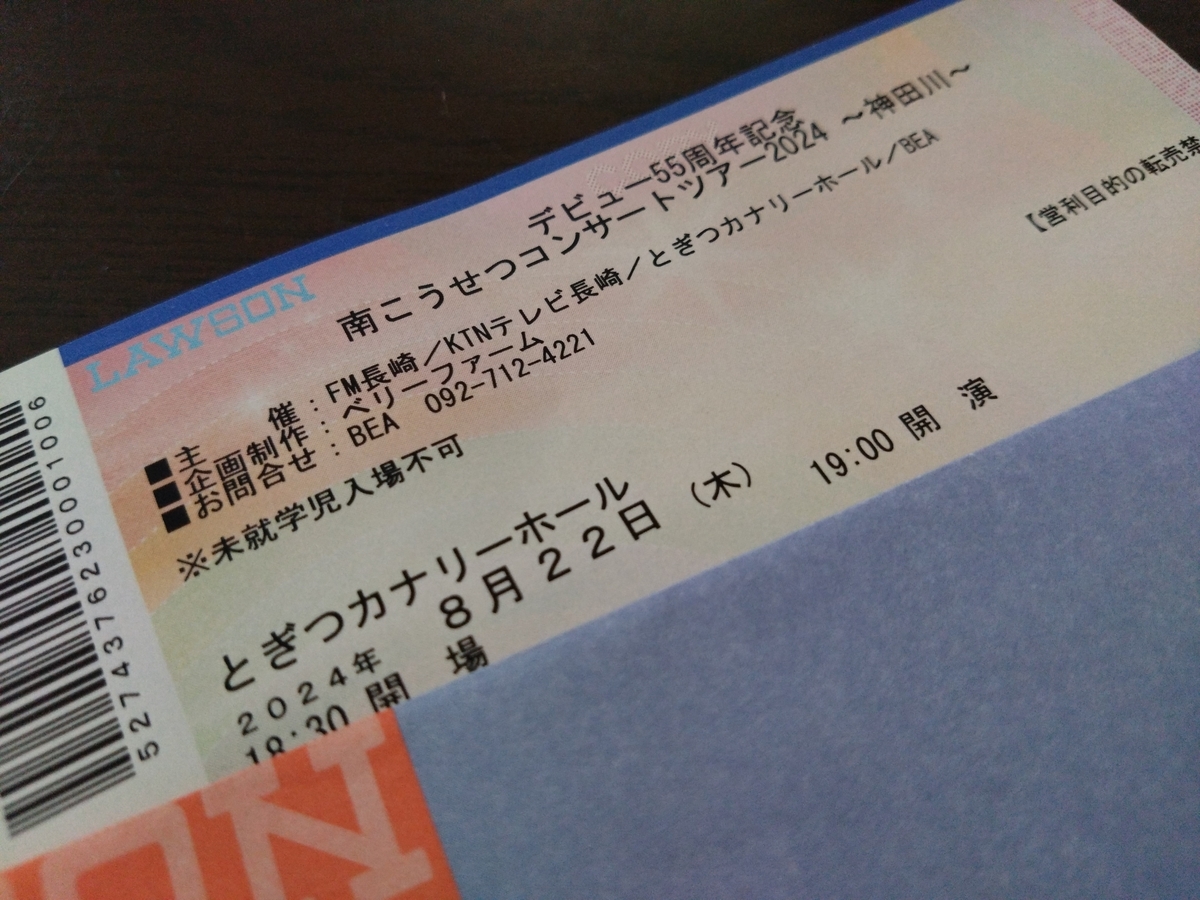 LAWSON
デビュー55周年記念
南こうせつコンサートツアー2024 ～神田川～
■主　　催：FM長崎／KTNテレビ長崎／とぎつカナリーホール／BEA
■企画制作：ベリーファーム
■お問合せ：BEA 092-712-4221
※未就学児入場不可
【営利目的の転売禁
とぎつカナリーホール
2024年 8月22日 （木） 19:00 開 演
18:30 開 場
5274376230001006